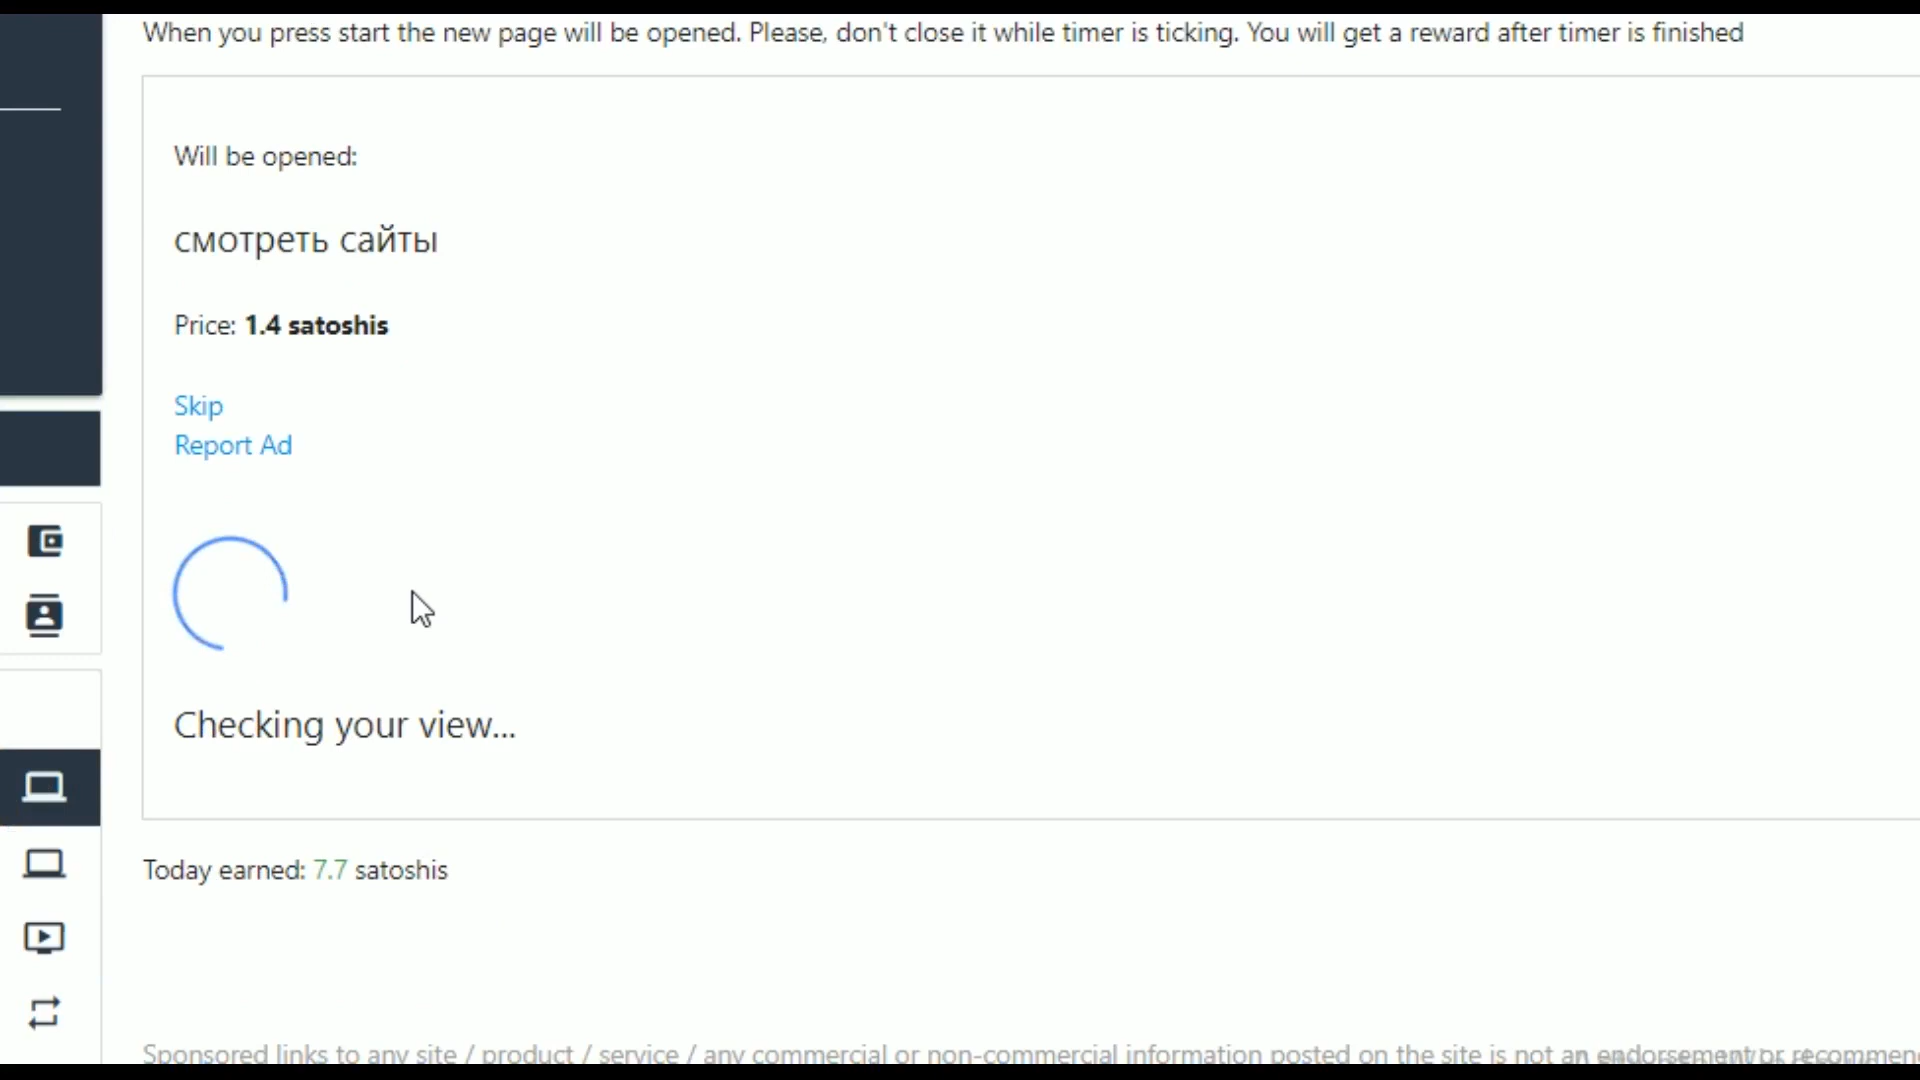 When you press start the new page will be opened. Please, don't close it while timer is ticking. You will get a reward after timer is finished
Will be opened:
смотреть сайты
Price: 1.4 satoshis
Skip
Report Ad
Checking your view...
Today earned: 7.7 satoshis
Sponsored links to any site / product / service / any commercial or non-commercial information posted on the site is not an endorsement or